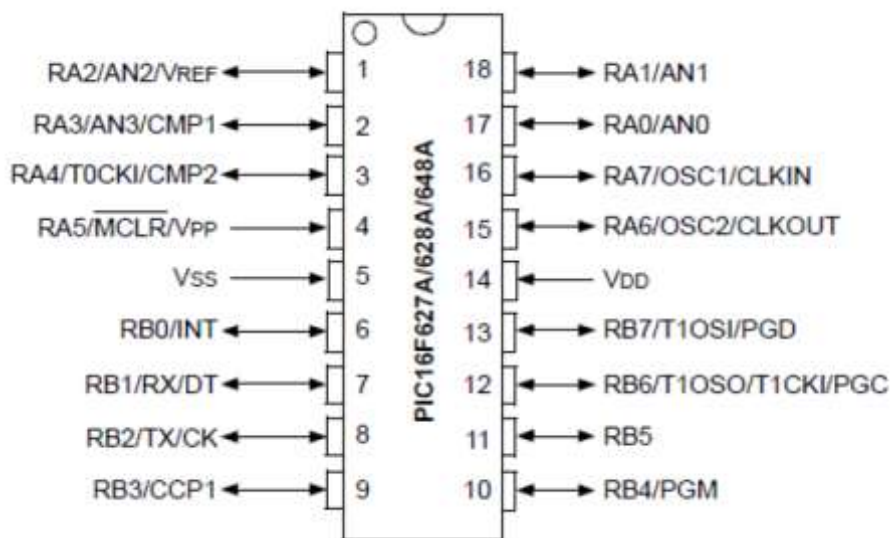 RA2/AN2/VREF 1 18 RA1/AN1
RA3/AN3/CMP1 2 17 RA0/AN0
RA4/T0CKI/CMP2 3 16 RA7/OSC1/CLKIN
RA5/MCLR/VPP 4 15 RA6/OSC2/CLKOUT
VSS 5 14 VDD
RB0/INT 6 13 RB7/T1OSI/PGD
RB1/RX/DT 7 12 RB6/T1OSO/T1CKI/PGC
RB2/TX/CK 8 11 RB5
RB3/CCP1 9 10 RB4/PGM
PIC16F627A/628A/648A